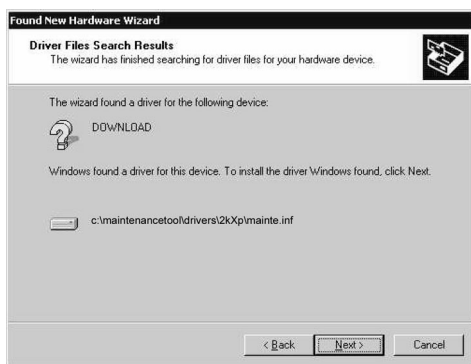 Found New Hardware Wizard
Driver Files Search Results
The wizard has finished searching for driver files for your hardware device.
The wizard found a driver for the following device:
DOWNLOAD
Windows found a driver for this device. To install the driver Windows found, click Next.
c:\maintenancetool\drivers\2kXp\mainte.inf
< Back
Next >
Cancel